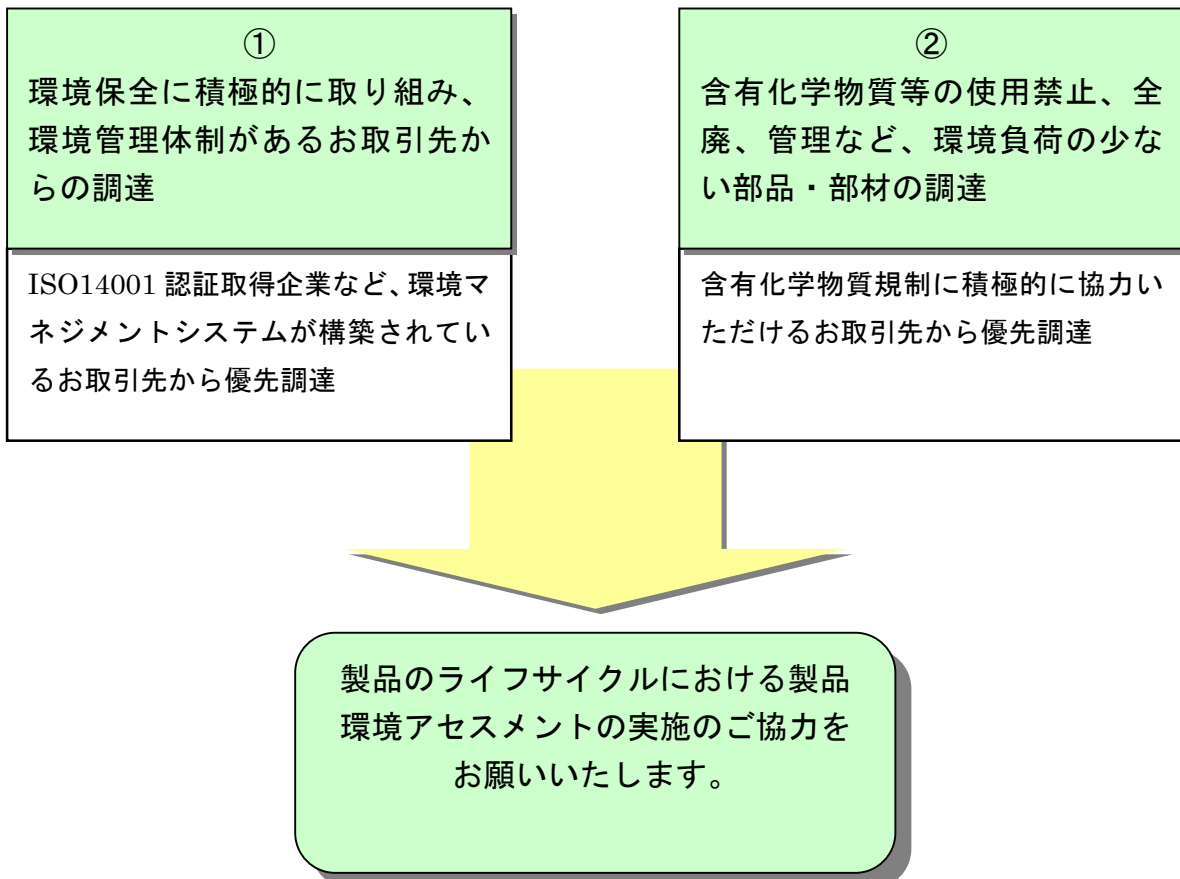 ①
環境保全に積極的に取り組み、
環境管理体制があるお取引先か
らの調達
ISO14001 認証取得企業など、環境マ
ネジメントシステムが構築されてい
るお取引先から優先調達
②
含有化学物質等の使用禁止、全
廃、管理など、環境負荷の少な
い部品・部材の調達
含有化学物質規制に積極的に協力い
ただけるお取引先から優先調達
製品のライフサイクルにおける製品
環境アセスメントの実施のご協力を
お願いいたします。